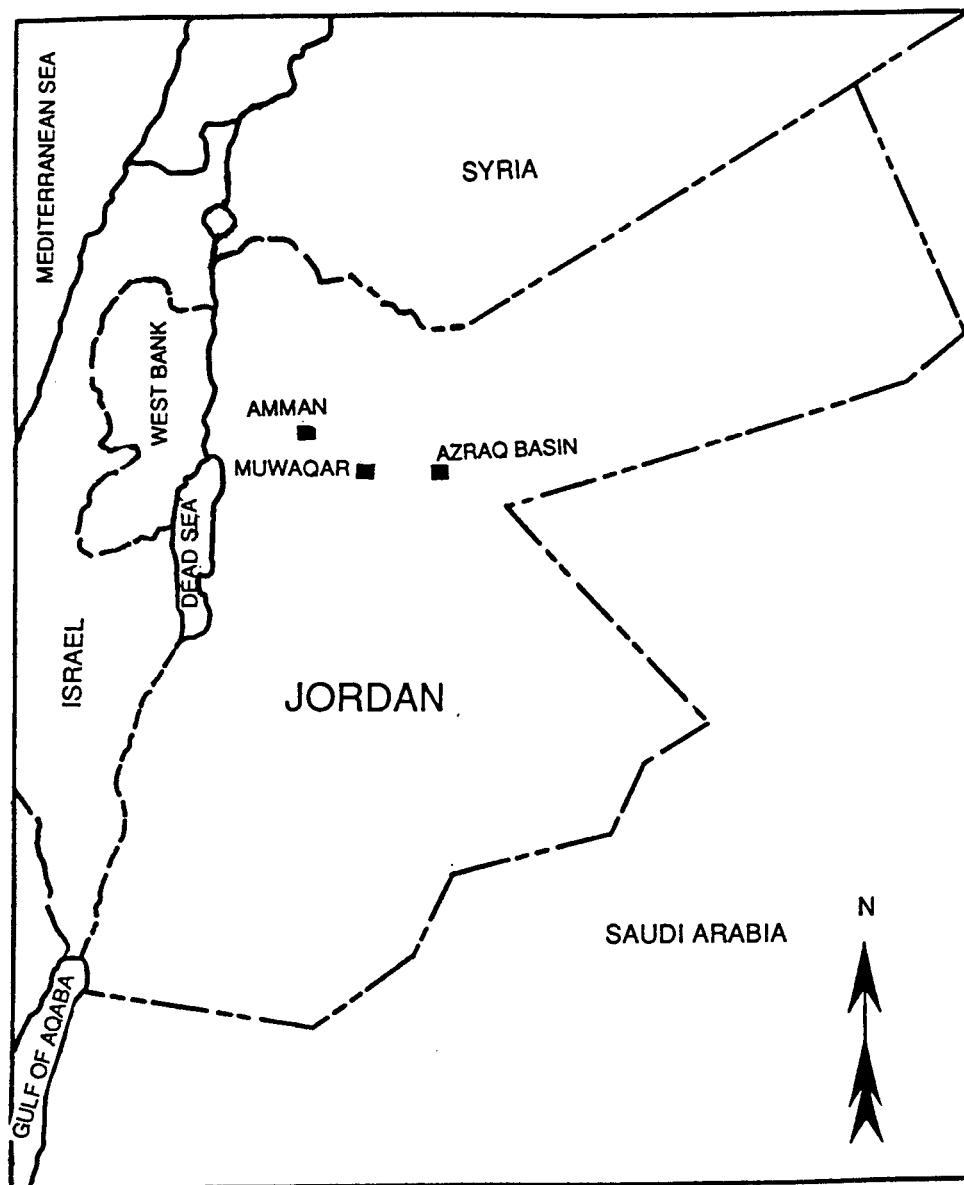 MEDITERRANEAN SEA
SYRIA
WEST BANK
AMMAN
MUWAQAR
AZRAQ BASIN
DEAD SEA
ISRAEL
JORDAN
SAUDI ARABIA
N
GULF OF AQABA